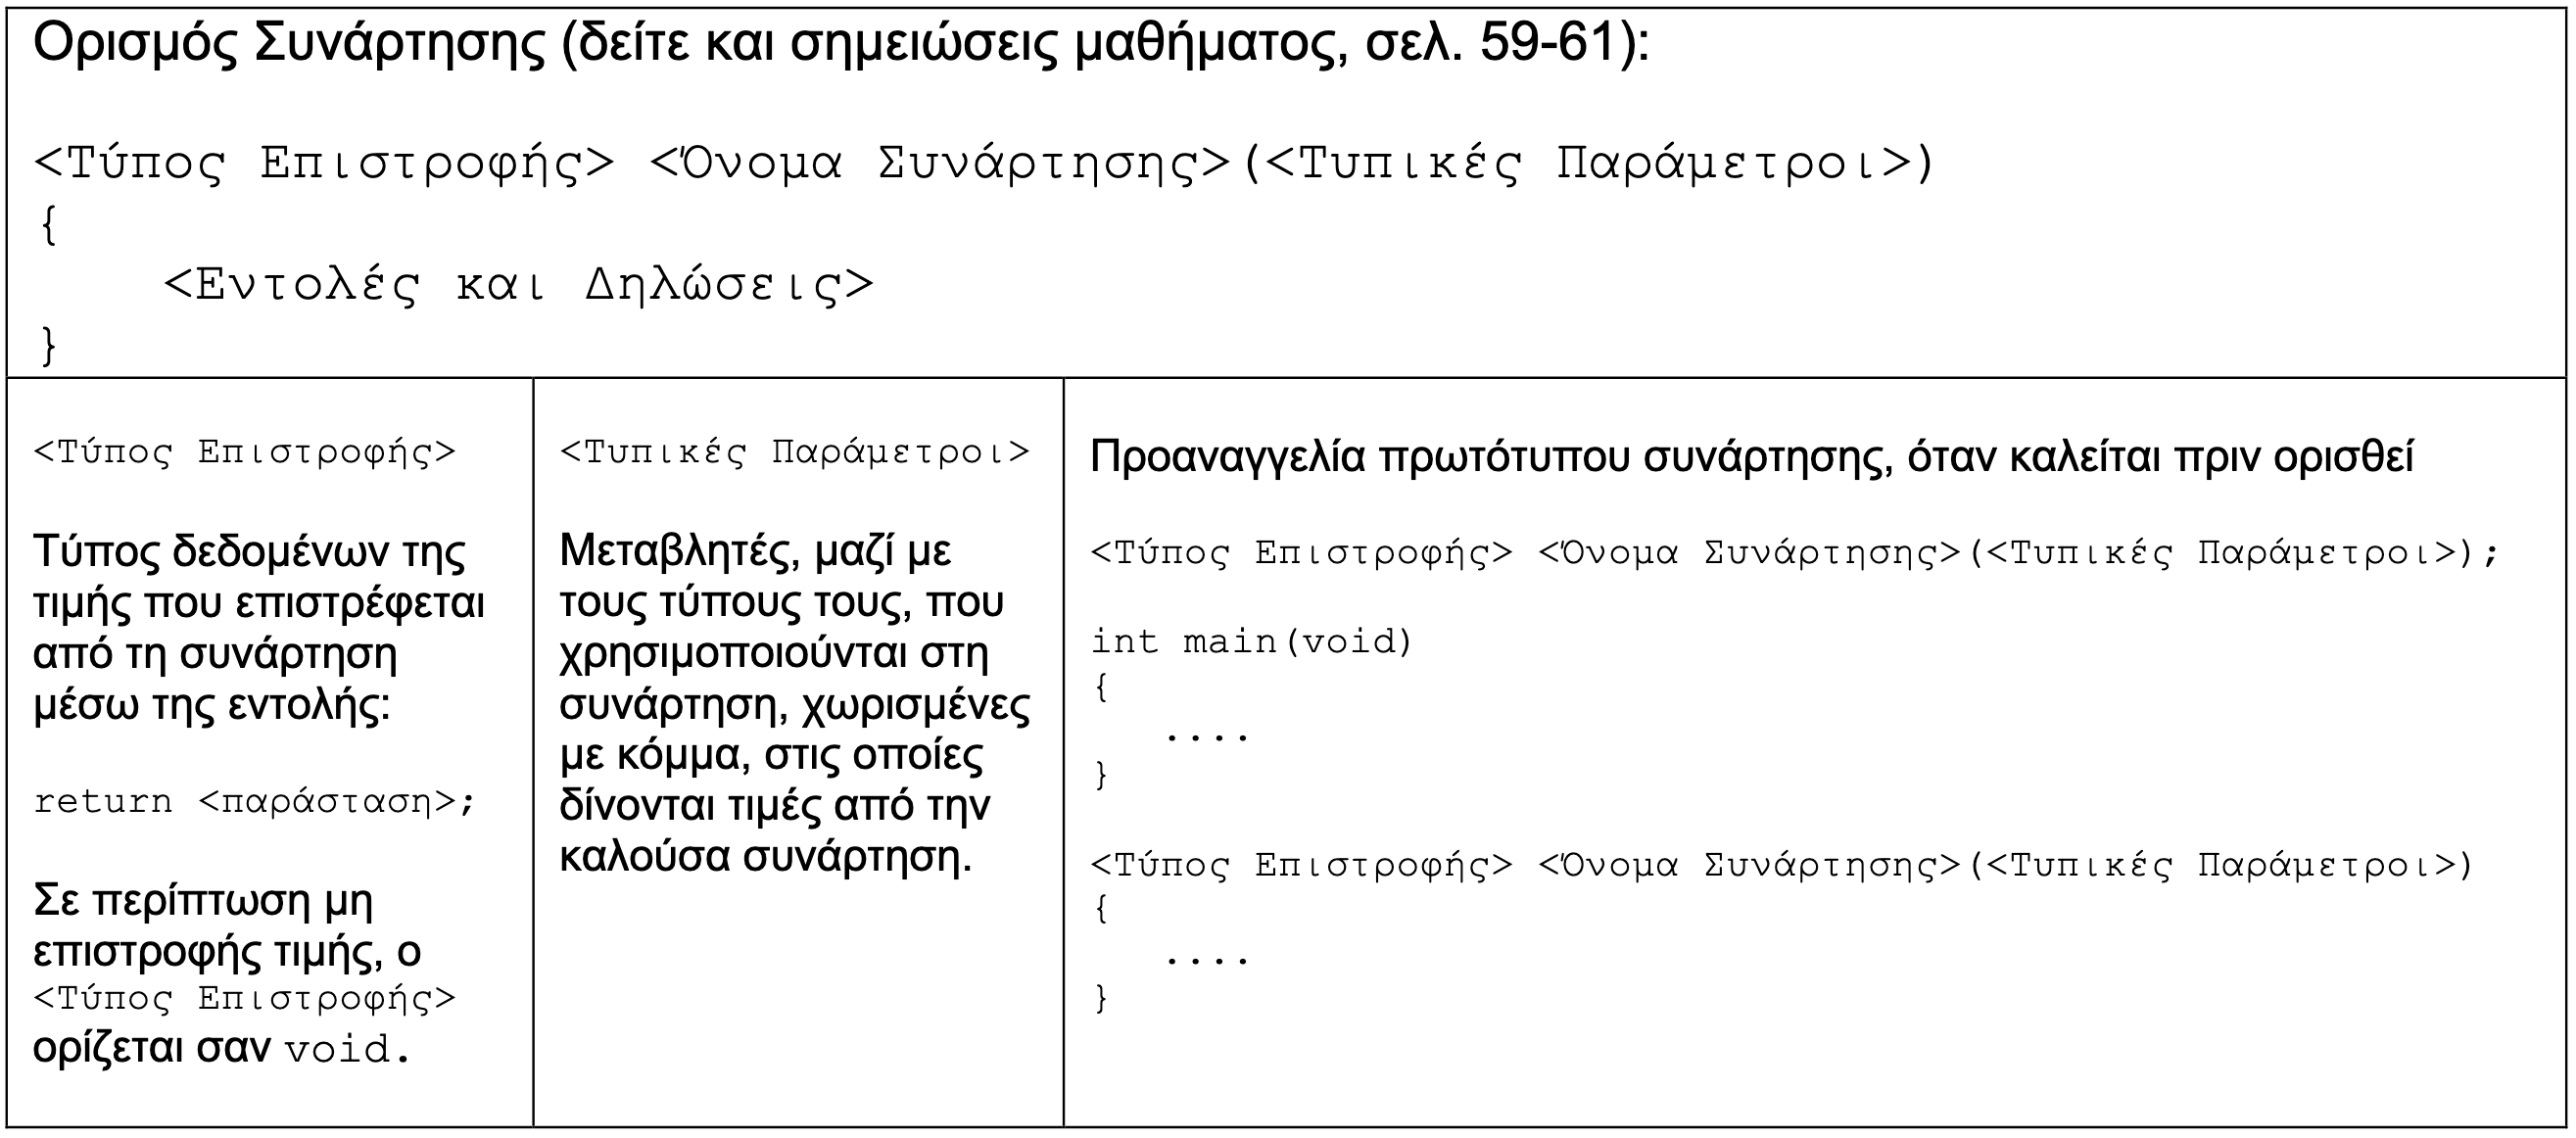 Ορισμός Συνάρτησης (δείτε και σημειώσεις μαθήματος, σελ. 59-61):
<Τύπος Επιστροφής> <Όνομα Συνάρτησης>(<Τυπικές Παράμετροι>)
{
<Εντολές και Δηλώσεις>
}
<Τύπος Επιστροφής>
Τύπος δεδομένων της
τιμής που επιστρέφεται
από τη συνάρτηση
μέσω της εντολής:
return <παράσταση>;
Σε περίπτωση μη
επιστροφής τιμής, ο
<Τύπος Επιστροφής>
ορίζεται σαν void.
<Τυπικές Παράμετροι>
Μεταβλητές, μαζί με
τους τύπους τους, που
χρησιμοποιούνται στη
συνάρτηση, χωρισμένες
με κόμμα, στις οποίες
δίνονται τιμές από την
καλούσα συνάρτηση.
Προαναγγελία πρωτότυπου συνάρτησης, όταν καλείται πριν ορισθεί
<Τύπος Επιστροφής> <Όνομα Συνάρτησης>(<Τυπικές Παράμετροι>);
int main(void)
{
....
}
<Τύπος Επιστροφής> <Όνομα Συνάρτησης>(<Τυπικές Παράμετροι>)
{
....
}